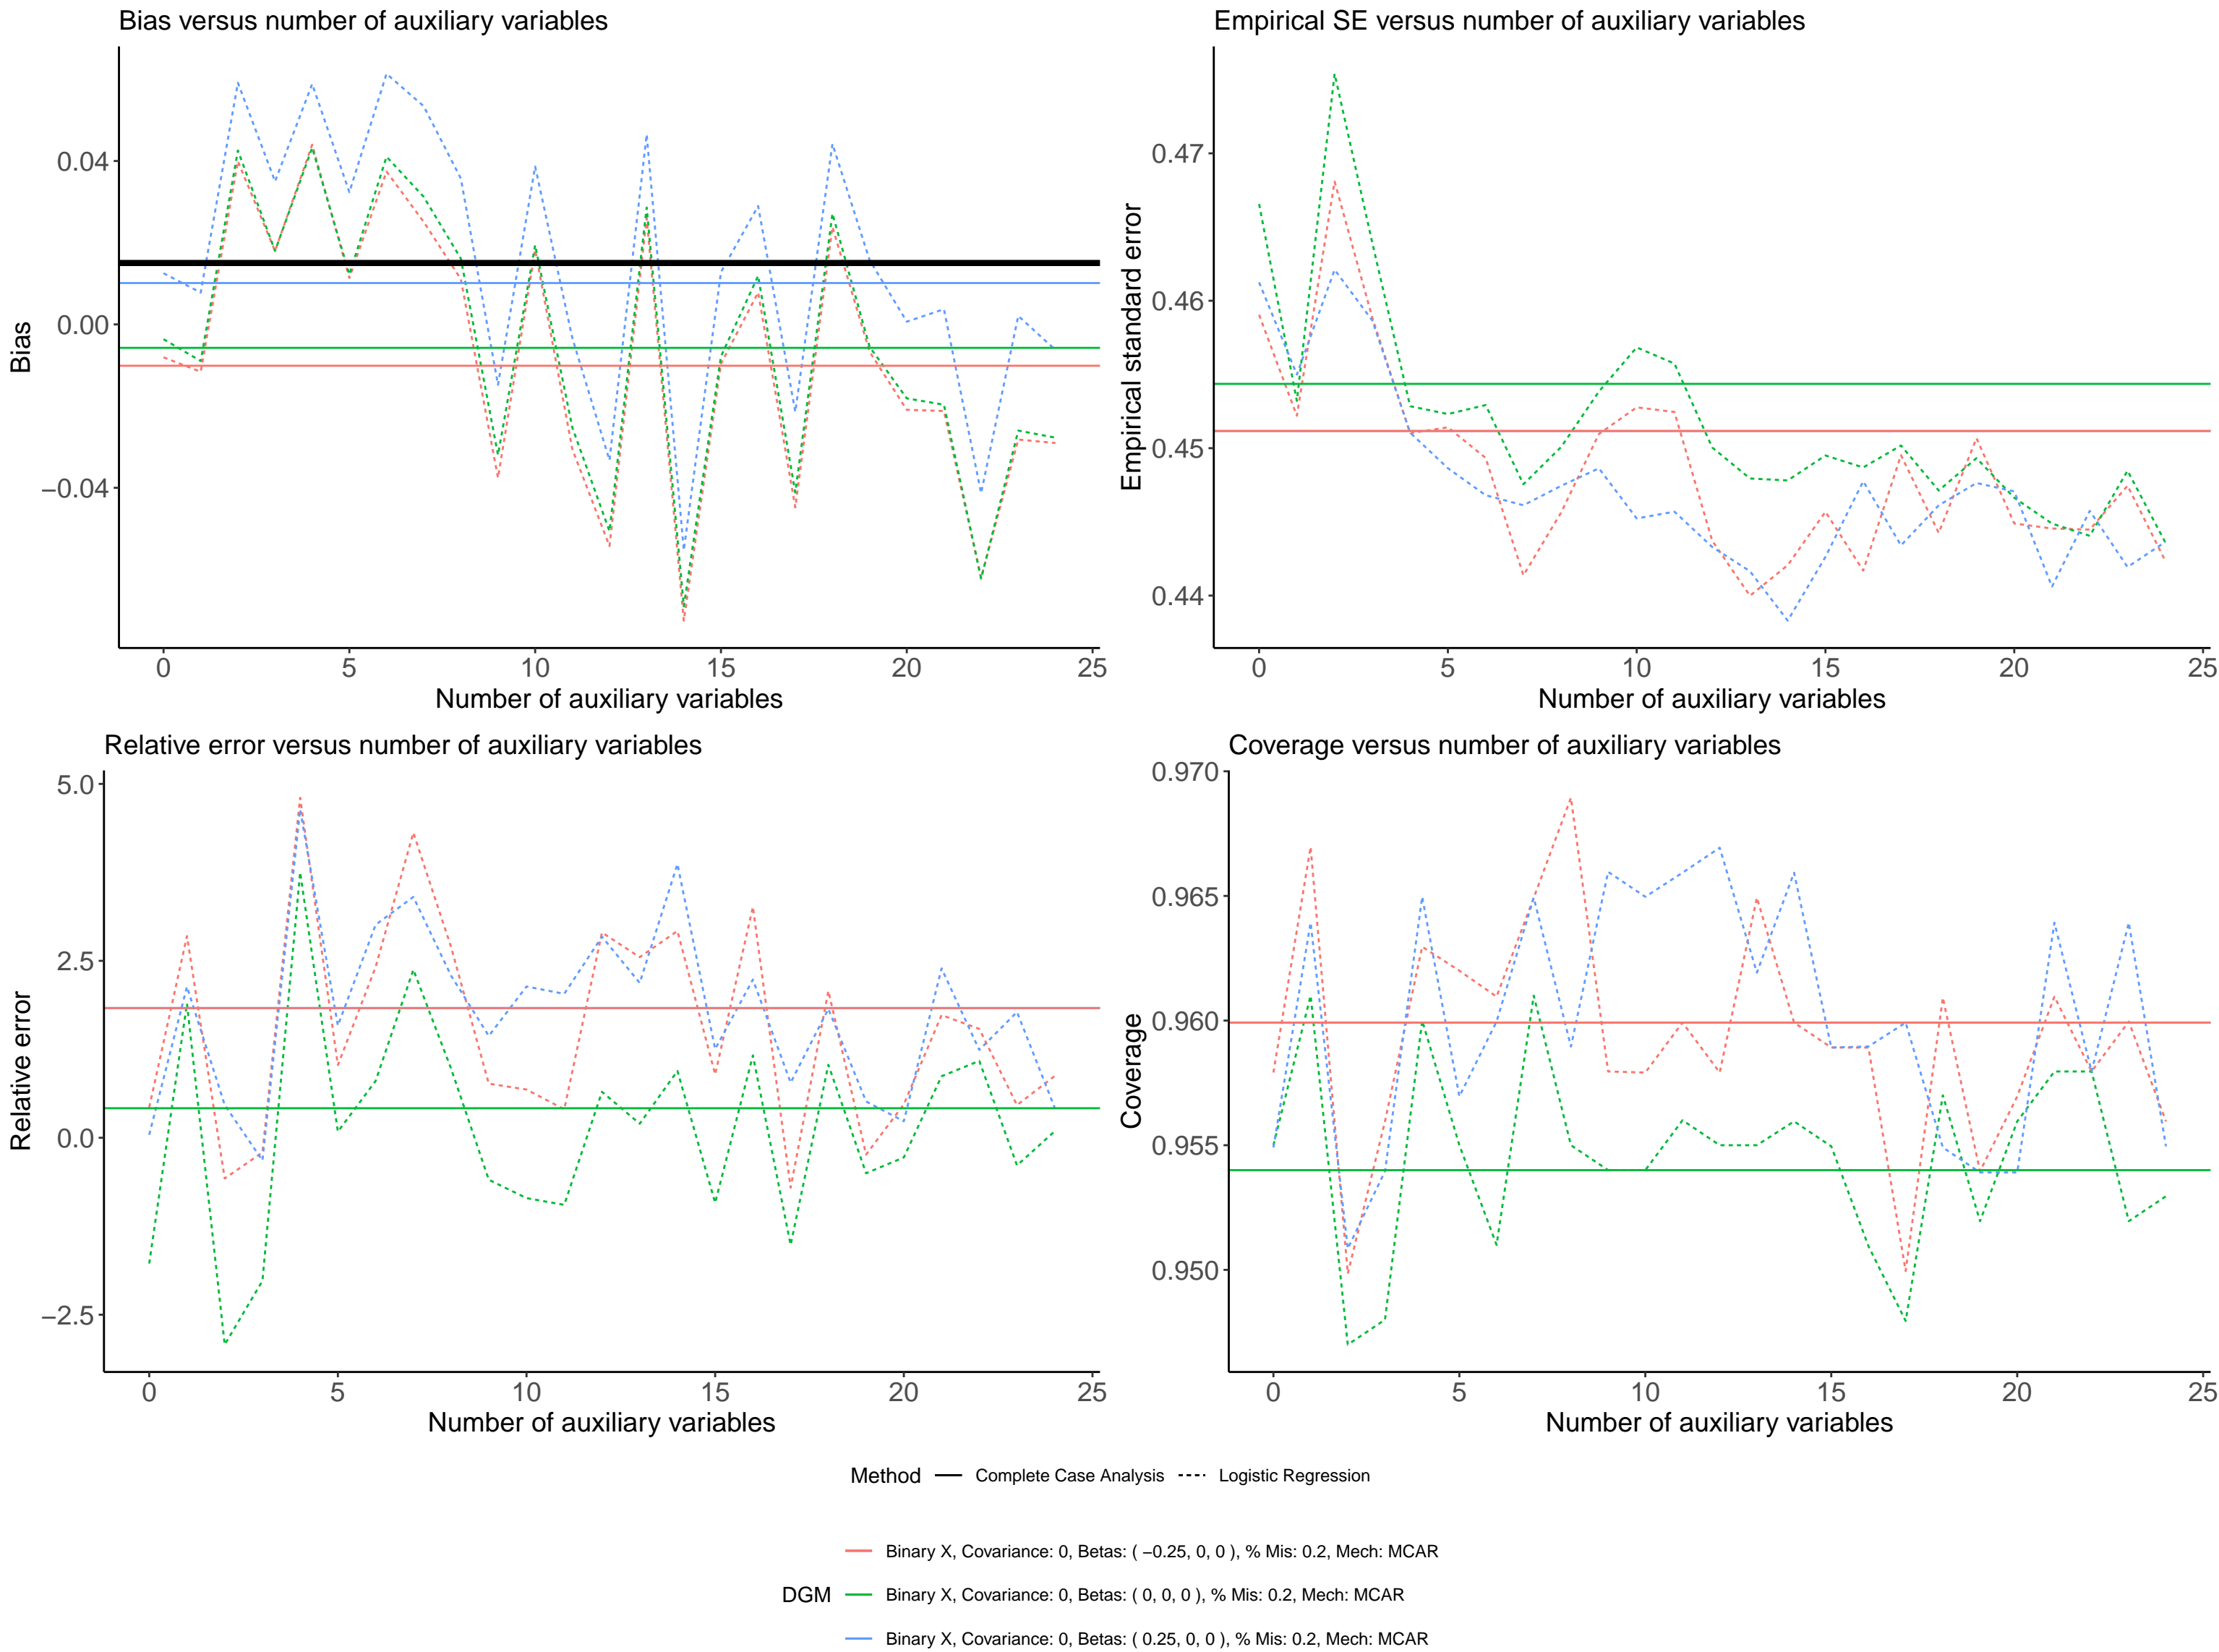 Bias versus number of auxiliary variables
0.04
0.00
−0.04
Bias
0 5 10 15 20 25
Number of auxiliary variables
Empirical SE versus number of auxiliary variables
0.47
0.46
0.45
0.44
Empirical standard error
0 5 10 15 20 25
Number of auxiliary variables
Relative error versus number of auxiliary variables
5.0
2.5
0.0
−2.5
Relative error
0 5 10 15 20 25
Number of auxiliary variables
Coverage versus number of auxiliary variables
0.970
0.965
0.960
0.955
0.950
Coverage
0 5 10 15 20 25
Number of auxiliary variables
Method Complete Case Analysis Logistic Regression
Binary X, Covariance: 0, Betas: ( −0.25, 0, 0 ), % Mis: 0.2, Mech: MCAR
DGM Binary X, Covariance: 0, Betas: ( 0, 0, 0 ), % Mis: 0.2, Mech: MCAR
Binary X, Covariance: 0, Betas: ( 0.25, 0, 0 ), % Mis: 0.2, Mech: MCAR